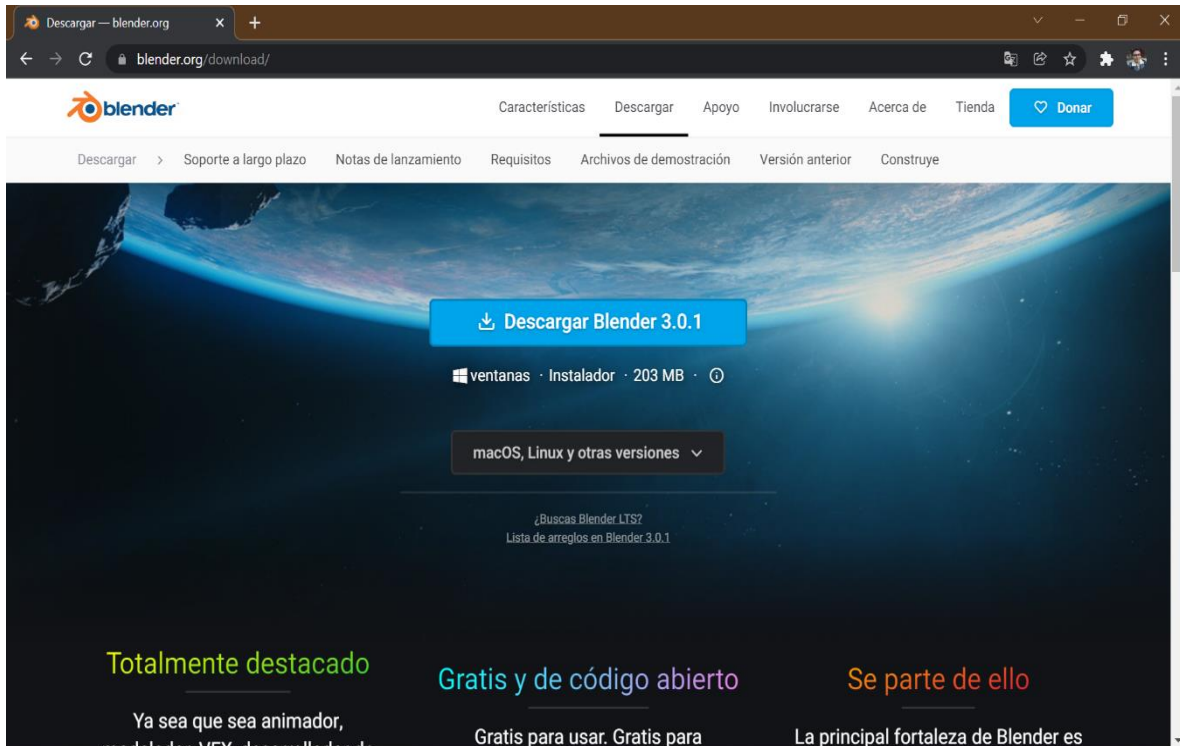 Descargar — blender.org
blender.org/download/
blender
Características Descargar Apoyo Involucrarse Acerca de Tienda Donar
Descargar > Soporte a largo plazo Notas de lanzamiento Requisitos Archivos de demostración Versión anterior Construye
Descargar Blender 3.0.1
ventanas · Instalador · 203 MB ·
macOS, Linux y otras versiones
¿Buscas Blender LTS?
Lista de arreglos en Blender 3.0.1
Totalmente destacado
Ya sea que sea animador,
Gratis y de código abierto
Gratis para usar. Gratis para
Se parte de ello
La principal fortaleza de Blender es